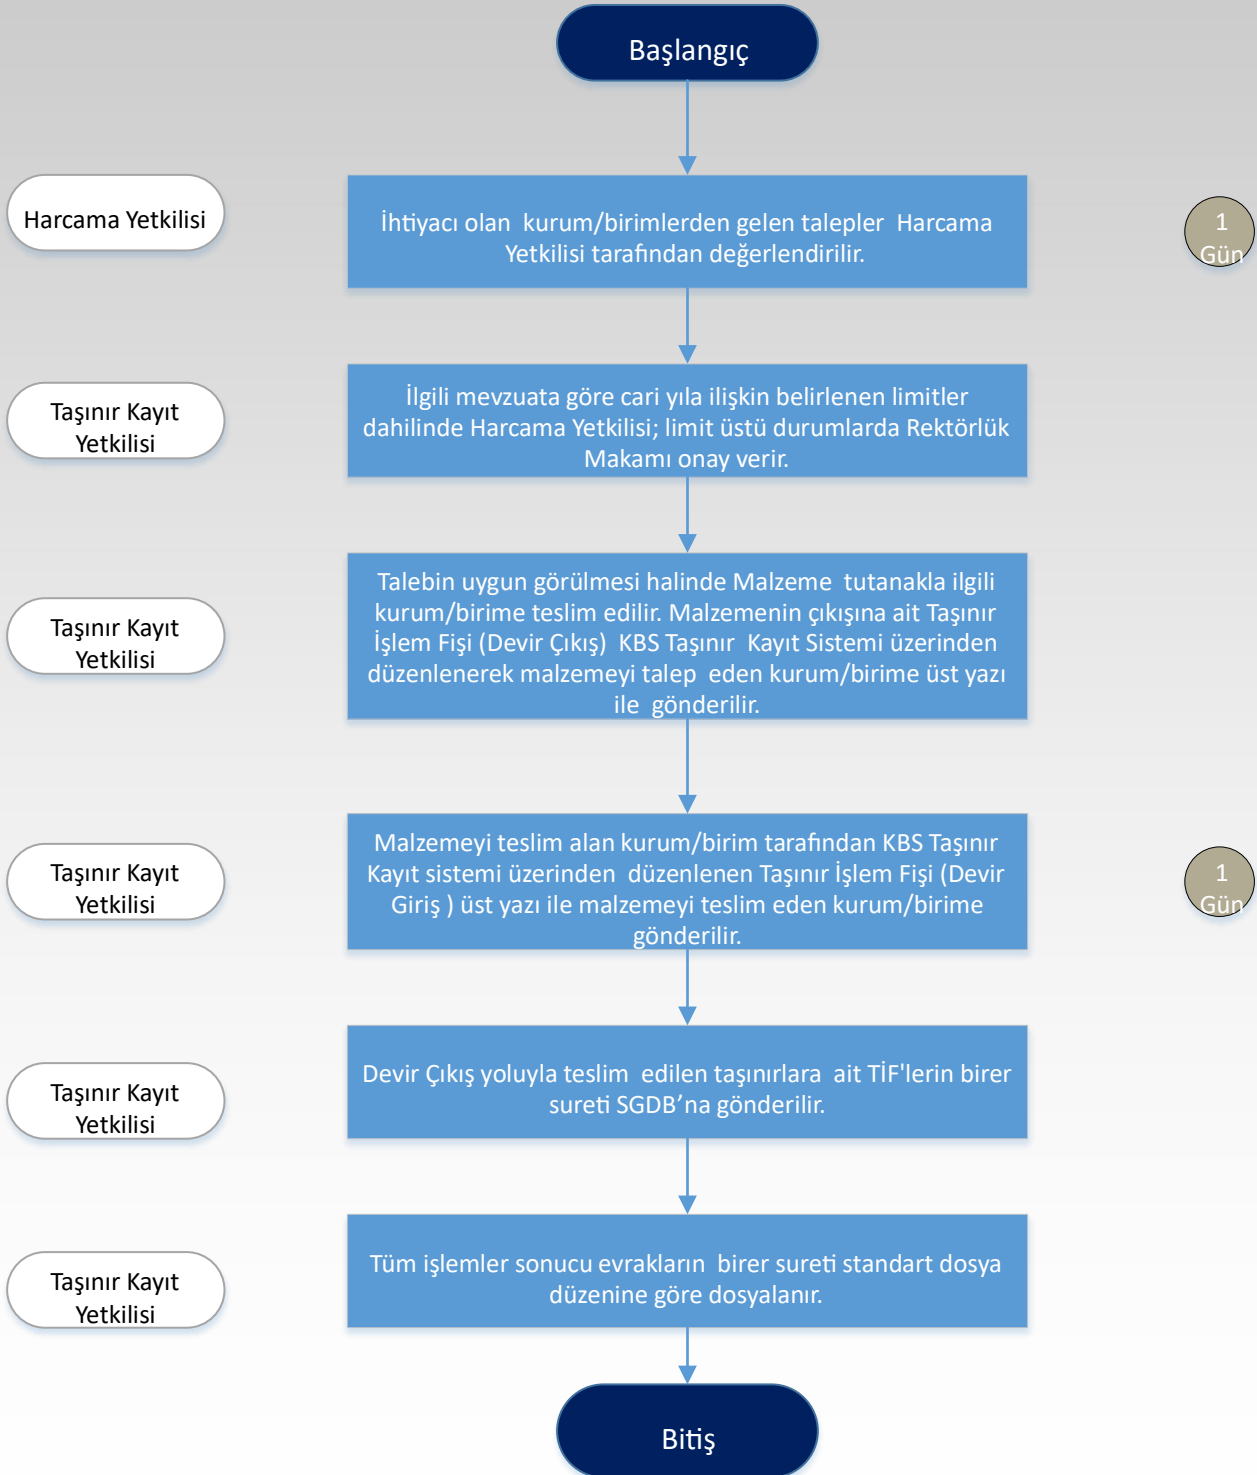 Başlangıç
Harcama Yetkilisi
İhtiyacı olan kurum/birimlerden gelen talepler Harcama
Yetkilisi tarafından değerlendirilir.
1
Gün
Taşınır Kayıt
Yetkilisi
İlgili mevzuata göre cari yıla ilişkin belirlenen limitler
dahilinde Harcama Yetkilisi; limit üstü durumlarda Rektörlük
Makamı onay verir.
Taşınır Kayıt
Yetkilisi
Talebin uygun görülmesi halinde Malzeme tutanakla ilgili
kurum/birime teslim edilir. Malzemenin çıkışına ait Taşınır
İşlem Fişi (Devir Çıkış) KBS Taşınır Kayıt Sistemi üzerinden
düzenlenerek malzemeyi talep eden kurum/birime üst yazı
ile gönderilir.
Taşınır Kayıt
Yetkilisi
Malzemeyi teslim alan kurum/birim tarafından KBS Taşınır
Kayıt sistemi üzerinden düzenlenen Taşınır İşlem Fişi (Devir
Giriş ) üst yazı ile malzemeyi teslim eden kurum/birime
gönderilir.
1
Gün
Taşınır Kayıt
Yetkilisi
Devir Çıkış yoluyla teslim edilen taşınırlara ait TİF'lerin birer
sureti SGDB’na gönderilir.
Taşınır Kayıt
Yetkilisi
Tüm işlemler sonucu evrakların birer sureti standart dosya
düzenine göre dosyalanır.
Bitiş